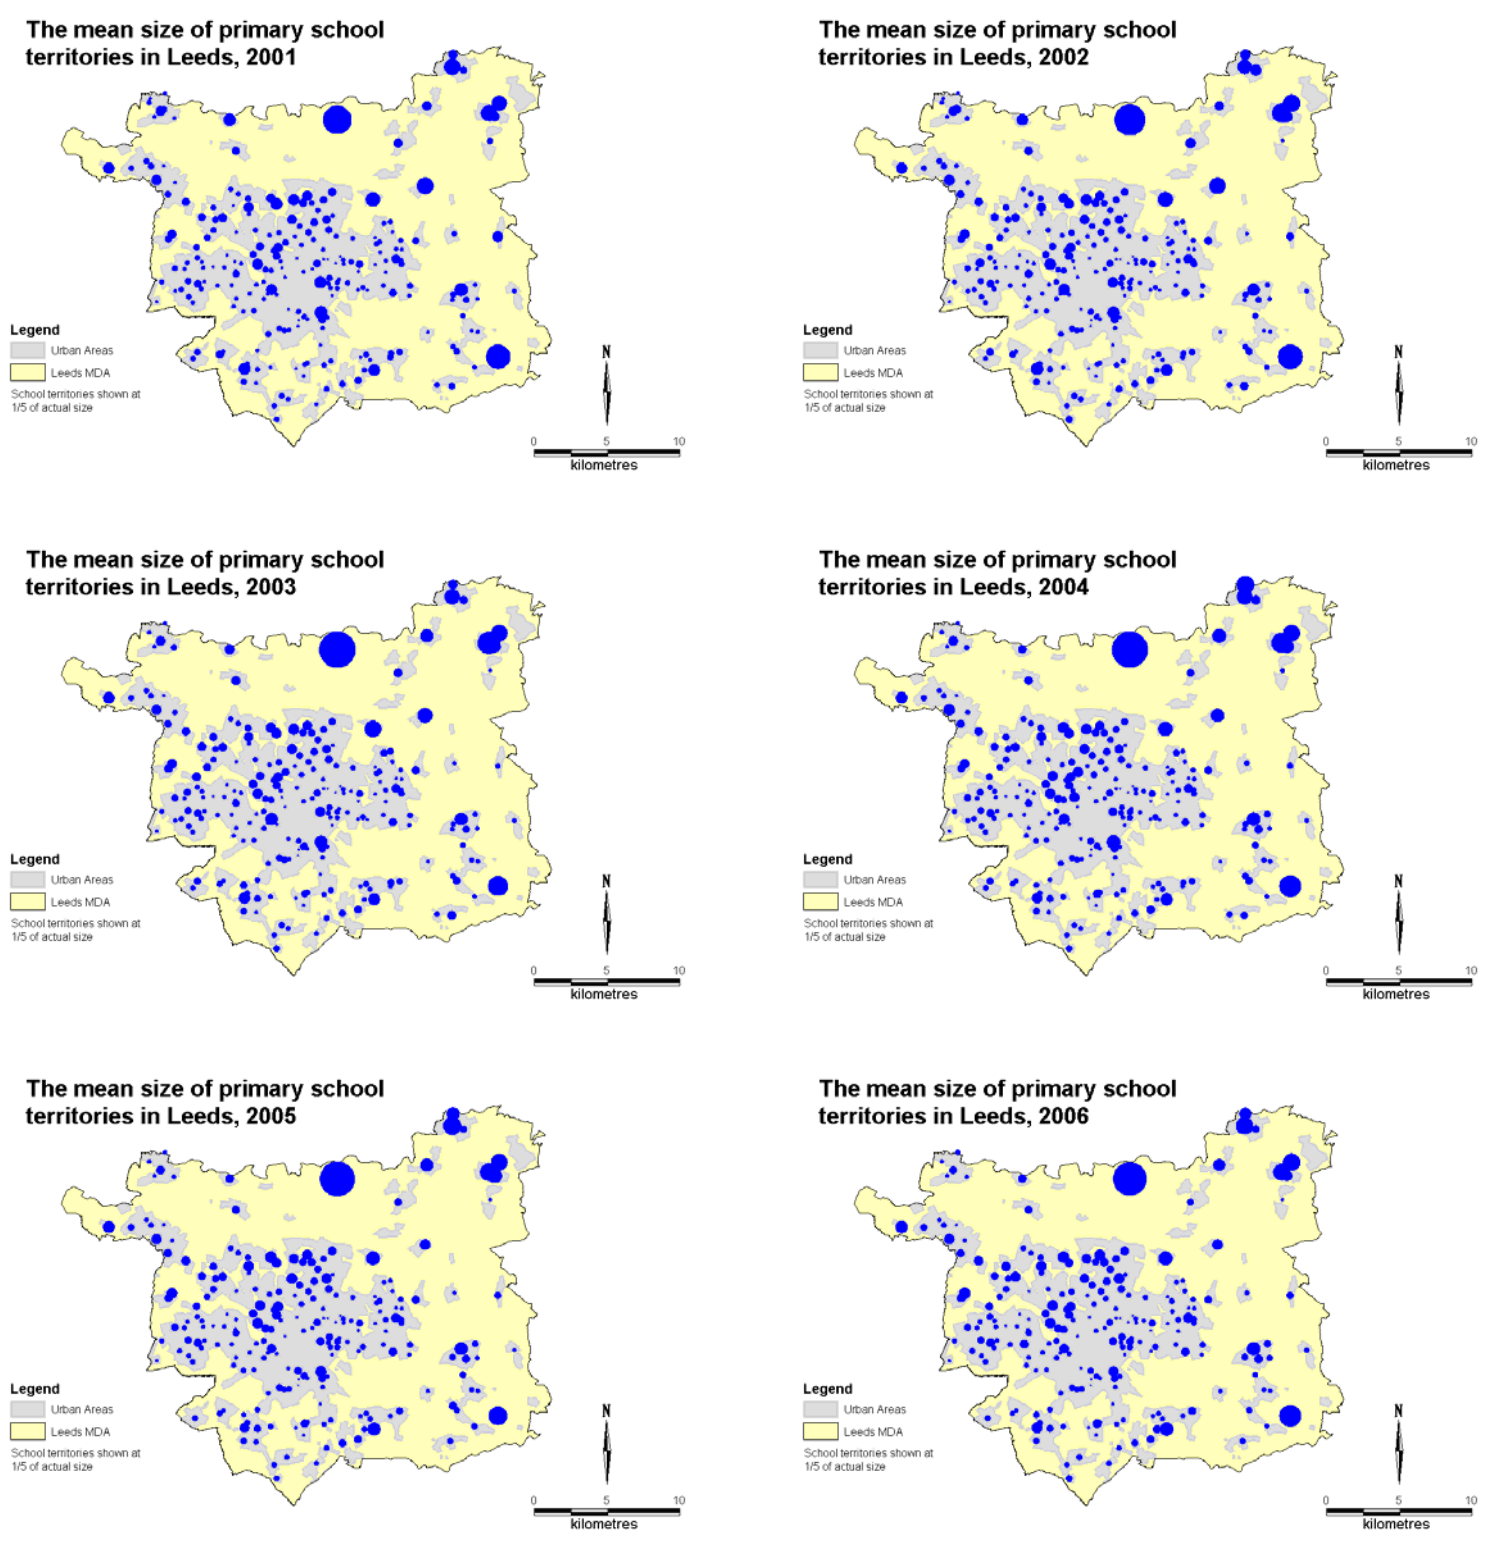 The mean size of primary school
territories in Leeds, 2001
N
Legend
Urban Areas
Leeds MDA
School territories shown at
1/5 of actual size
0 5 10
kilometres
The mean size of primary school
territories in Leeds, 2002
N
Legend
Urban Areas
Leeds MDA
School territories shown at
1/5 of actual size
0 5 10
kilometres
The mean size of primary school
territories in Leeds, 2003
N
Legend
Urban Areas
Leeds MDA
School territories shown at
1/5 of actual size
0 5 10
kilometres
The mean size of primary school
territories in Leeds, 2004
N
Legend
Urban Areas
Leeds MDA
School territories shown at
1/5 of actual size
0 5 10
kilometres
The mean size of primary school
territories in Leeds, 2005
N
Legend
Urban Areas
Leeds MDA
School territories shown at
1/5 of actual size
0 5 10
kilometres
The mean size of primary school
territories in Leeds, 2006
N
Legend
Urban Areas
Leeds MDA
School territories shown at
1/5 of actual size
0 5 10
kilometres